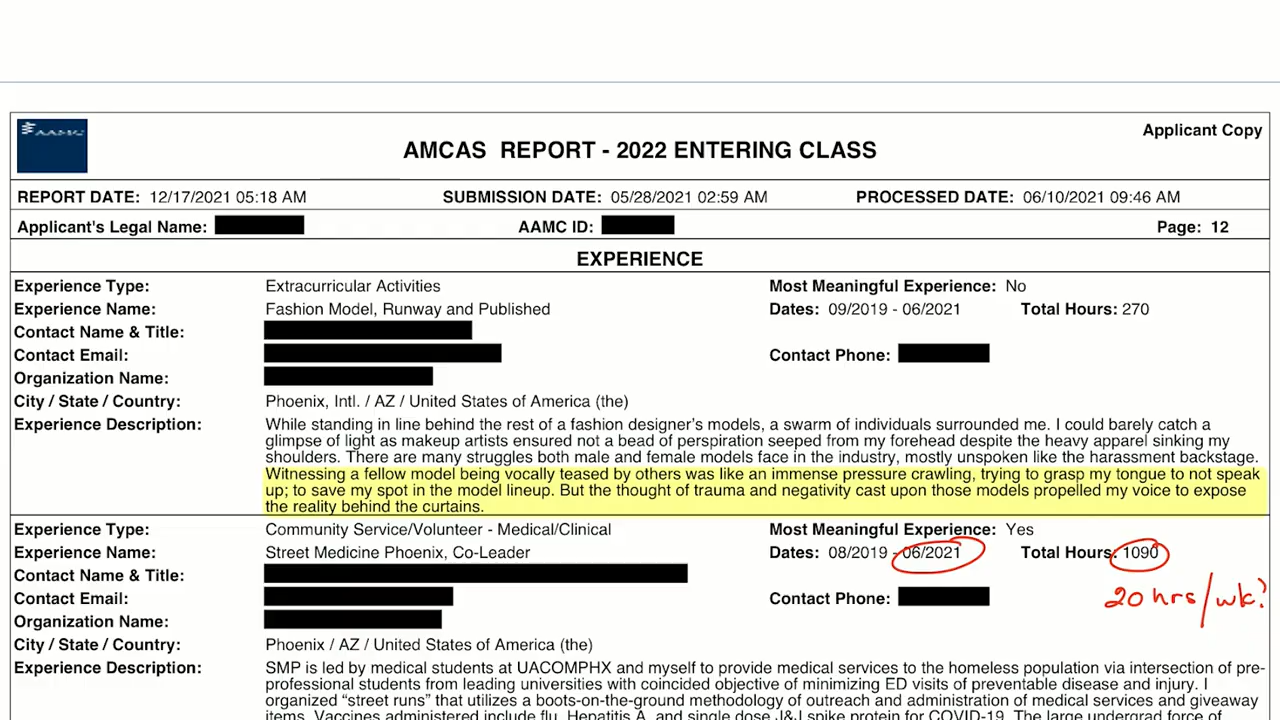 AAMC
Applicant Copy
AMCAS REPORT - 2022 ENTERING CLASS
REPORT DATE: 12/17/2021 05:18 AM SUBMISSION DATE: 05/28/2021 02:59 AM PROCESSED DATE: 06/10/2021 09:46 AM
Applicant's Legal Name: AAMC ID: Page: 12
EXPERIENCE
Experience Type: Extracurricular Activities Most Meaningful Experience: No
Experience Name: Fashion Model, Runway and Published Dates: 09/2019 - 06/2021 Total Hours: 270
Contact Name & Title:
Contact Email: Contact Phone:
Organization Name:
City / State / Country: Phoenix, Intl. / AZ / United States of America (the)
Experience Description: While standing in line behind the rest of a fashion designer's models, a swarm of individuals surrounded me. I could barely catch a
glimpse of light as makeup artists ensured not a bead of perspiration seeped from my forehead despite the heavy apparel sinking my
shoulders. There are many struggles both male and female models face in the industry, mostly unspoken like the harassment backstage.
Witnessing a fellow model being vocally teased by others was like an immense pressure crawling, trying to grasp my tongue to not speak
up; to save my spot in the model lineup. But the thought of trauma and negativity cast upon those models propelled my voice to expose
the reality behind the curtains.
Experience Type: Community Service/Volunteer - Medical/Clinical Most Meaningful Experience: Yes
Experience Name: Street Medicine Phoenix, Co-Leader Dates: 08/2019 - 06/2021 Total Hours: 1090
Contact Name & Title:
Contact Email: Contact Phone:
20 hrs/wk?
Organization Name:
City / State / Country: Phoenix / AZ / United States of America (the)
Experience Description: SMP is led by medical students at UACOMPHX and myself to provide medical services to the homeless population via intersection of pre-
professional students from leading universities with coincided objective of minimizing ED visits of preventable disease and injury. I
organized “street runs” that utilizes a boots-on-the-ground methodology of outreach and administration of medical services and giveaway
items. Vaccines administered include flu, Hepatitis A, and single dose J&J spike protein for COVID-19. The large undergrad force of